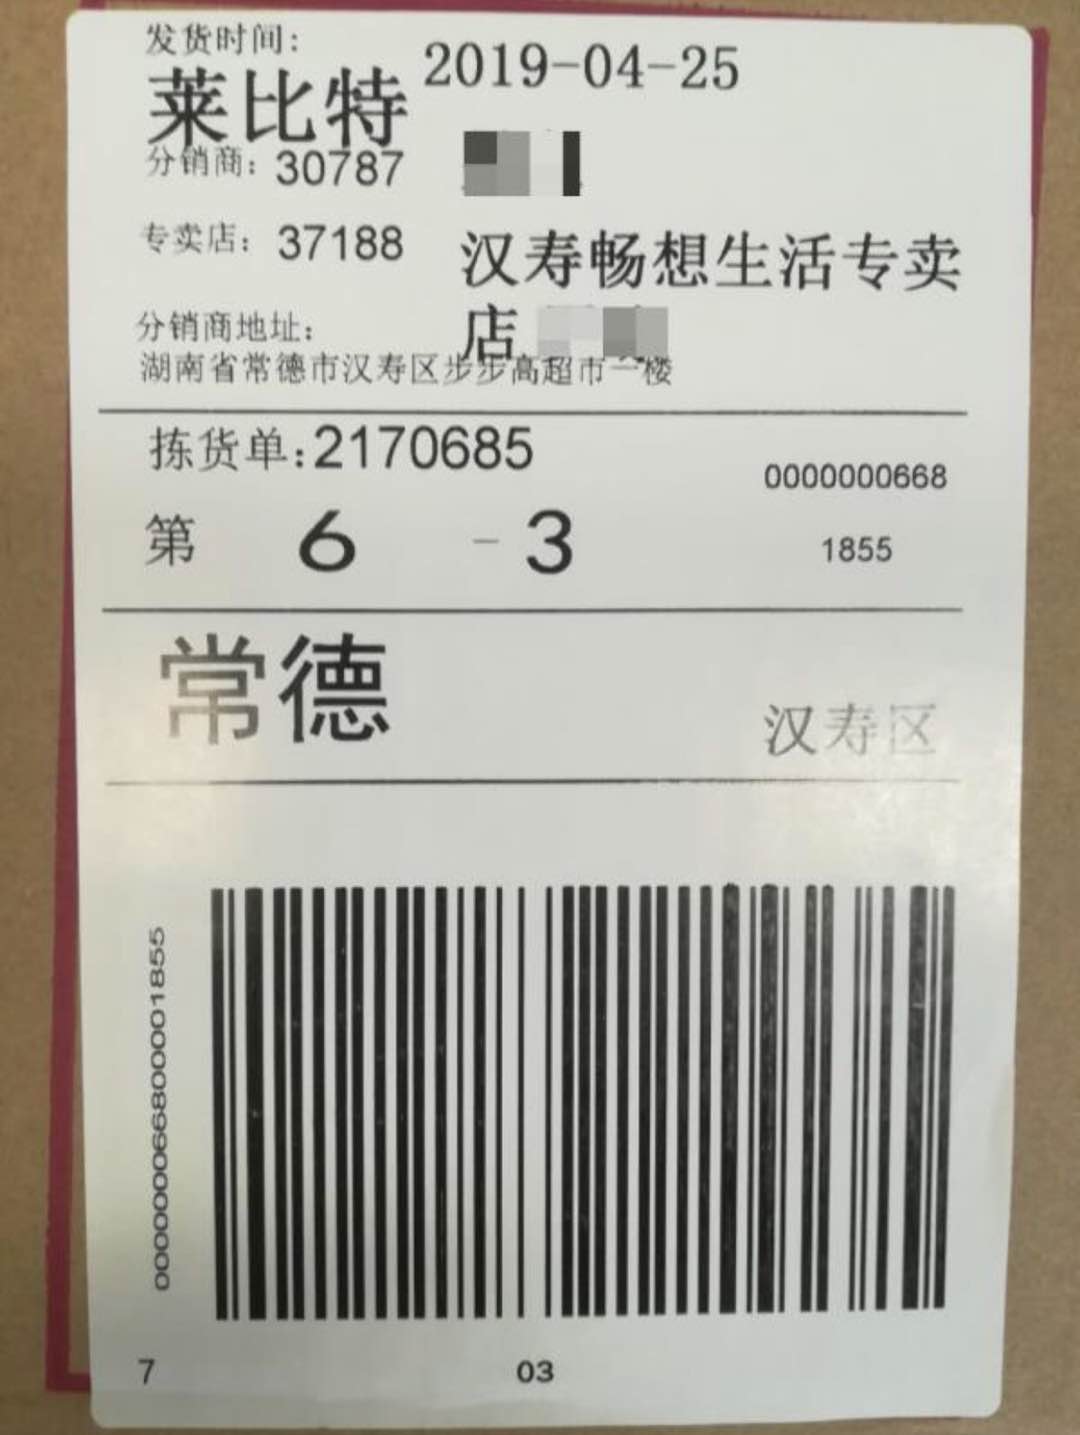 发货时间: 2019-04-25
莱比特
分销商: 30787
专卖店: 37188 汉寿畅想生活专卖
店
分销商地址:
湖南省常德市汉寿区步步高超市一楼
拣货单:2170685 0000000668
第 6 - 3 1855
常德 汉寿区
00000006680001855
7 03